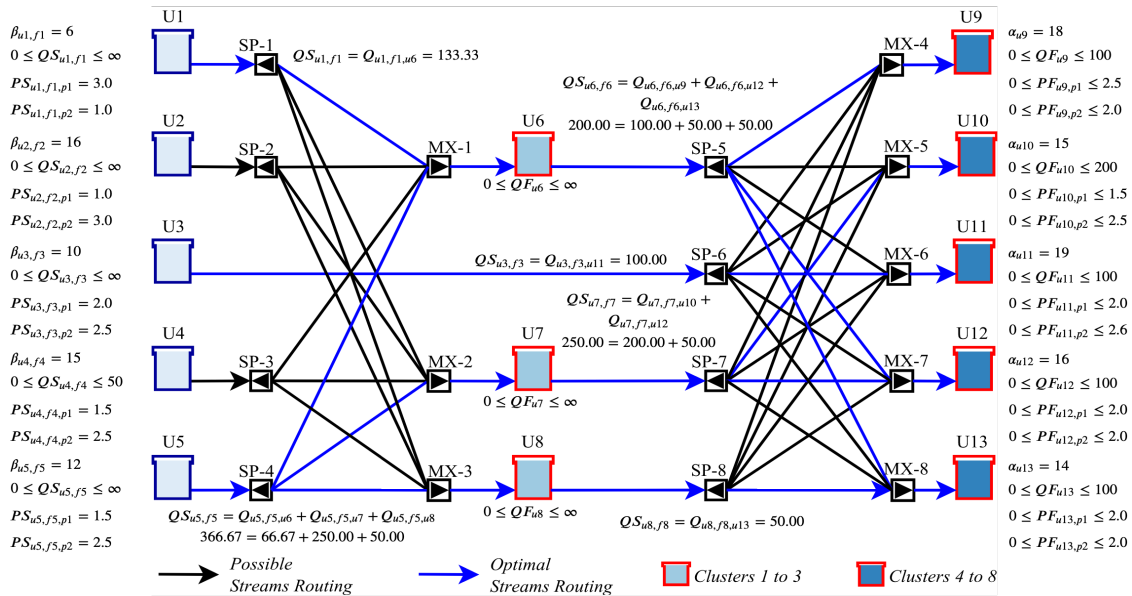 U1
β_{u1,f1} = 6
0 ≤ QS_{u1,f1} ≤ ∞
PS_{u1,f1,p1} = 3.0
PS_{u1,f1,p2} = 1.0
SP-1
QS_{u1,f1} = Q_{u1,f1,u6} = 133.33
U2
β_{u2,f2} = 16
0 ≤ QS_{u2,f2} ≤ ∞
PS_{u2,f2,p1} = 1.0
PS_{u2,f2,p2} = 3.0
SP-2
U3
β_{u3,f3} = 10
0 ≤ QS_{u3,f3} ≤ ∞
PS_{u3,f3,p1} = 2.0
PS_{u3,f3,p2} = 2.5
U4
β_{u4,f4} = 15
0 ≤ QS_{u4,f4} ≤ 50
PS_{u4,f4,p1} = 1.5
PS_{u4,f4,p2} = 2.5
SP-3
U5
β_{u5,f5} = 12
0 ≤ QS_{u5,f5} ≤ ∞
PS_{u5,f5,p1} = 1.5
PS_{u5,f5,p2} = 2.5
SP-4
QS_{u5,f5} = Q_{u5,f5,u6} + Q_{u5,f5,u7} + Q_{u5,f5,u8}
366.67 = 66.67 + 250.00 + 50.00
MX-1
MX-2
MX-3
U6
0 ≤ QF_{u6} ≤ ∞
U7
0 ≤ QF_{u7} ≤ ∞
U8
0 ≤ QF_{u8} ≤ ∞
QS_{u6,f6} = Q_{u6,f6,u9} + Q_{u6,f6,u12} +
Q_{u6,f6,u13}
200.00 = 100.00 + 50.00 + 50.00
SP-5
QS_{u3,f3} = Q_{u3,f3,u11} = 100.00
SP-6
QS_{u7,f7} = Q_{u7,f7,u10} +
Q_{u7,f7,u12}
250.00 = 200.00 + 50.00
SP-7
SP-8
QS_{u8,f8} = Q_{u8,f8,u13} = 50.00
MX-4
MX-5
MX-6
MX-7
MX-8
U9
α_{u9} = 18
0 ≤ QF_{u9} ≤ 100
0 ≤ PF_{u9,p1} ≤ 2.5
0 ≤ PF_{u9,p2} ≤ 2.0
U10
α_{u10} = 15
0 ≤ QF_{u10} ≤ 200
0 ≤ PF_{u10,p1} ≤ 1.5
0 ≤ PF_{u10,p2} ≤ 2.5
U11
α_{u11} = 19
0 ≤ QF_{u11} ≤ 100
0 ≤ PF_{u11,p1} ≤ 2.0
0 ≤ PF_{u11,p2} ≤ 2.6
U12
α_{u12} = 16
0 ≤ QF_{u12} ≤ 100
0 ≤ PF_{u12,p1} ≤ 2.0
0 ≤ PF_{u12,p2} ≤ 2.0
U13
α_{u13} = 14
0 ≤ QF_{u13} ≤ 100
0 ≤ PF_{u13,p1} ≤ 2.0
0 ≤ PF_{u13,p2} ≤ 2.0
Possible
Streams Routing
Optimal
Streams Routing
Clusters 1 to 3
Clusters 4 to 8